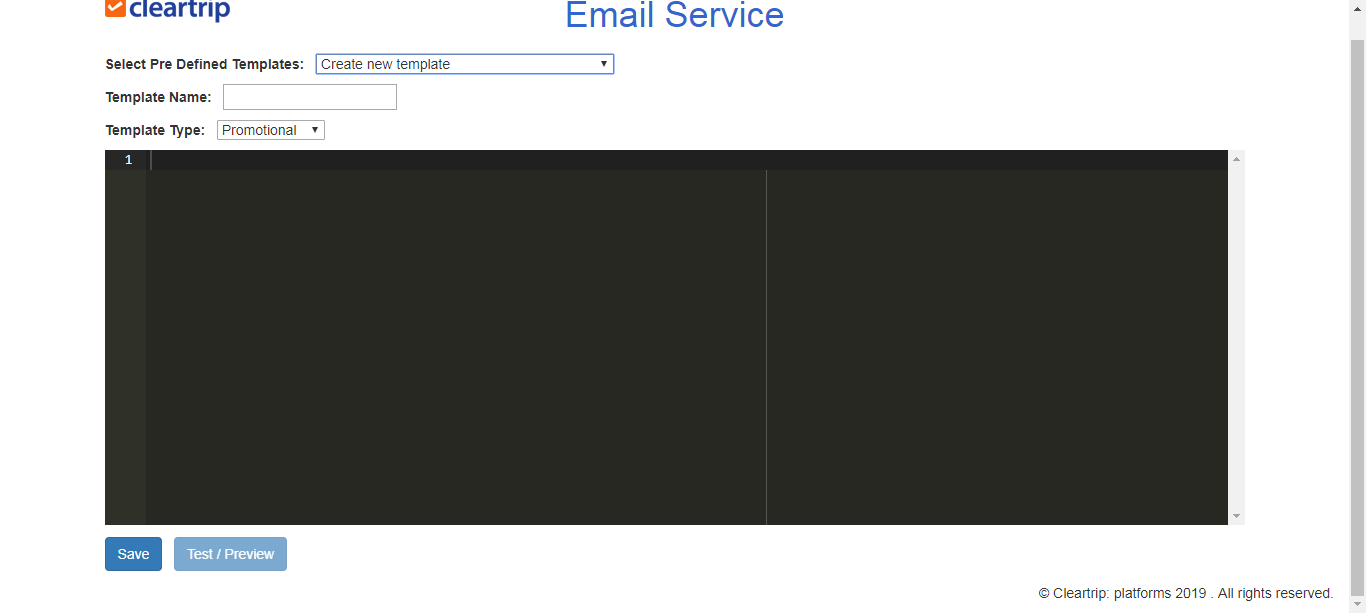 cleartrip
Email Service
Select Pre Defined Templates: Create new template
Template Name:
Template Type: Promotional
1
Save Test / Preview
© Cleartrip: platforms 2019 . All rights reserved.